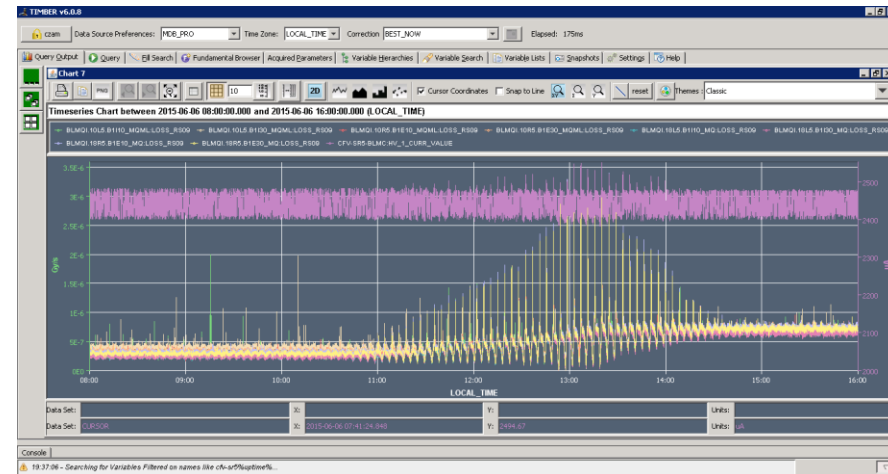 TIMBER v6.0.8
czam Data Source Preferences: MDB_PRO Time Zone: LOCAL_TIME Correction BEST_NOW Elapsed: 175ms
Query Output Query Fill Search Fundamental Browser Acquired Parameters Variable Hierarchies Variable Search Variable Lists Snapshots Settings Help
Chart 7
PNG 10 2D Cursor Coordinates Snap to Line reset Themes : Classic
Timeseries Chart between 2015-06-06 08:00:00.000 and 2015-06-06 16:00:00.000 (LOCAL_TIME)
BLMQI.10L5.B1I10_MQML:LOSS_RS09 BLMQI.10L5.B1I30_MQML:LOSS_RS09 BLMQI.10R5.B1E10_MQML:LOSS_RS09 BLMQI.10R5.B1E30_MQML:LOSS_RS09 BLMQI.18L5.B1I10_MQ:LOSS_RS09 BLMQI.18L5.B1I30_MQ:LOSS_RS09
BLMQI.18R5.B1E10_MQ:LOSS_RS09 BLMQI.18R5.B1E30_MQ:LOSS_RS09 CFV-SR5-BLMC:HV_1_CURR_VALUE
3.5E-6
2500
3E-6
2400
2.5E-6
2300
2E-6
Gy/s
uA
1.5E-6
2200
1E-6
2100
5E-7
0E0
2000
08:00 09:00 10:00 11:00 12:00 13:00 14:00 15:00 16:00
LOCAL_TIME
Data Set: X: Y: Units:
Data Set: CURSOR X: 2015-06-06 07:41:24.848 Y: 2494.67 Units: uA
Console
19:37:06 - Searching for Variables Filtered on names like cfv-sr5%uptime%...